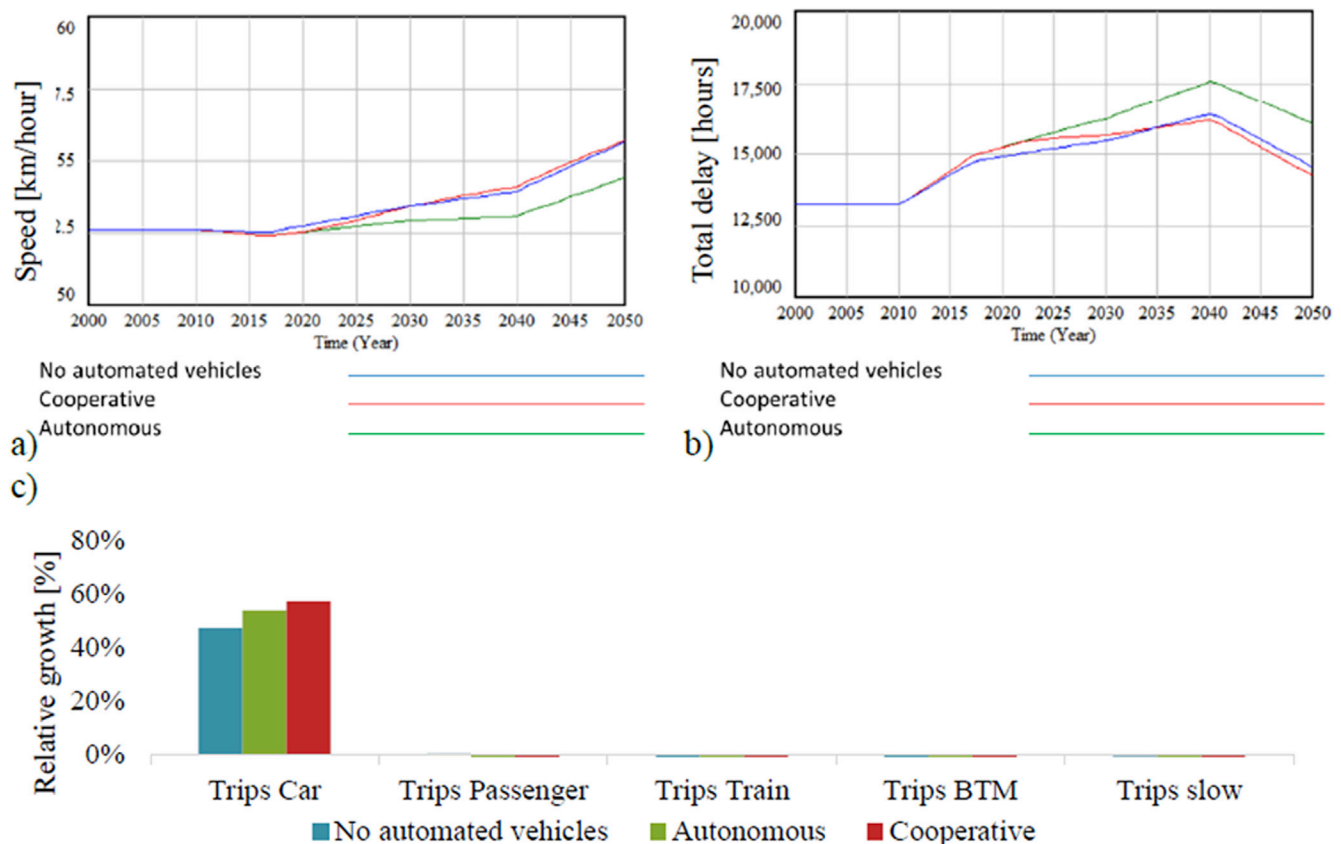 60
7.5
55
2.5
50
Speed [km/hour]
2000 2005 2010 2015 2020 2025 2030 2035 2040 2045 2050
Time (Year)
No automated vehicles
Cooperative
Autonomous
a)
20,000
17,500
15,000
12,500
10,000
Total delay [hours]
2000 2005 2010 2015 2020 2025 2030 2035 2040 2045 2050
Time (Year)
No automated vehicles
Cooperative
Autonomous
b)
c)
80%
60%
40%
20%
0%
Relative growth [%]
Trips Car Trips Passenger Trips Train Trips BTM Trips slow
No automated vehicles Autonomous Cooperative